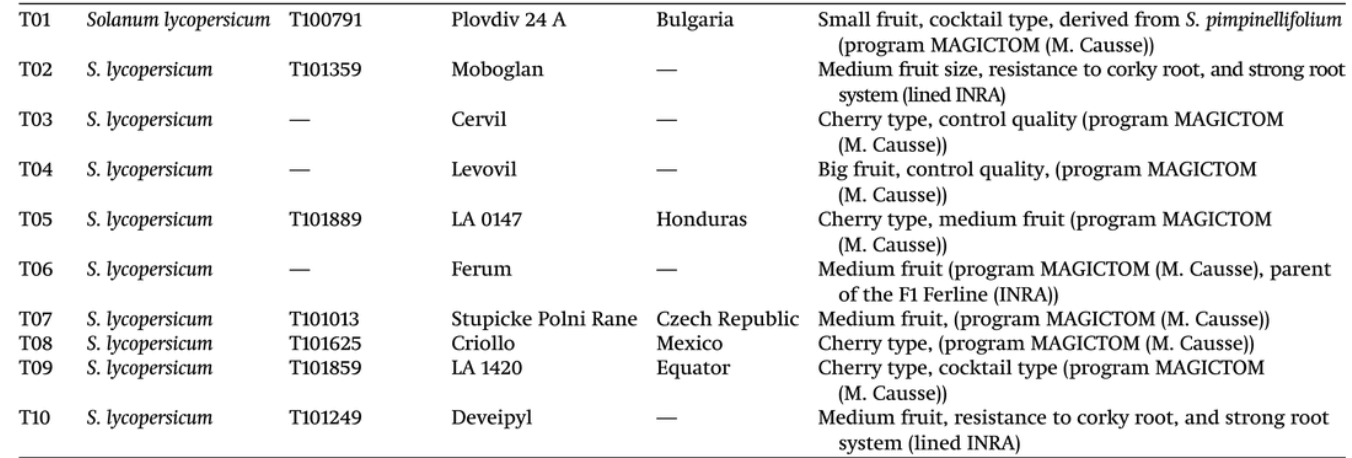 T01 Solanum lycopersicum T100791 Plovdiv 24 A Bulgaria Small fruit, cocktail type, derived from S. pimpinellifolium
(program MAGICTOM (M. Causse))
T02 S. lycopersicum T101359 Moboglan — Medium fruit size, resistance to corky root, and strong root
system (lined INRA)
T03 S. lycopersicum — Cervil — Cherry type, control quality (program MAGICTOM
(M. Causse))
T04 S. lycopersicum — Levovil — Big fruit, control quality, (program MAGICTOM
(M. Causse))
T05 S. lycopersicum T101889 LA 0147 Honduras Cherry type, medium fruit (program MAGICTOM
(M. Causse))
T06 S. lycopersicum — Ferum — Medium fruit (program MAGICTOM (M. Causse), parent
of the F1 Ferline (INRA))
T07 S. lycopersicum T101013 Stupicke Polni Rane Czech Republic Medium fruit, (program MAGICTOM (M. Causse))
T08 S. lycopersicum T101625 Criollo Mexico Cherry type, (program MAGICTOM (M. Causse))
T09 S. lycopersicum T101859 LA 1420 Equator Cherry type, cocktail type (program MAGICTOM
(M. Causse))
T10 S. lycopersicum T101249 Deveipyl — Medium fruit, resistance to corky root, and strong root
system (lined INRA)